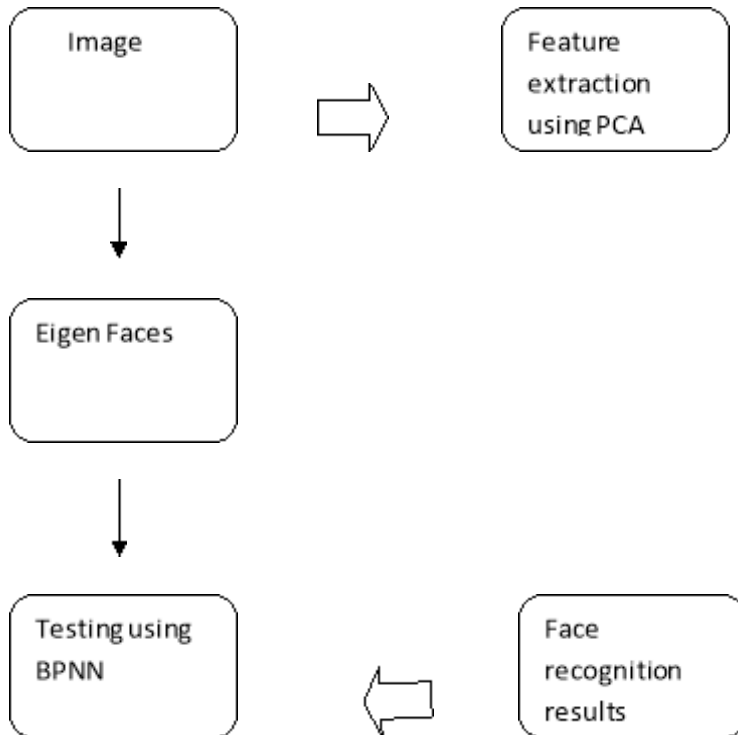 Image
Feature
extraction
using PCA
Eigen Faces
Testing using
BPNN
Face
recognition
results